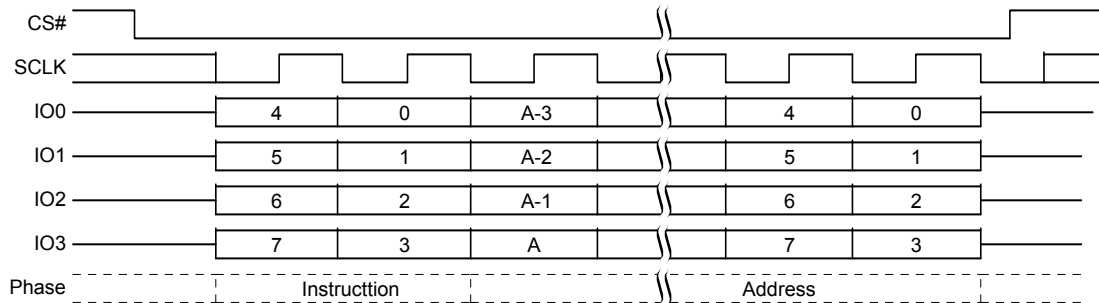 CS#
SCLK
IO0 4 0 A-3 4 0
IO1 5 1 A-2 5 1
IO2 6 2 A-1 6 2
IO3 7 3 A 7 3
Phase Instructtion Address